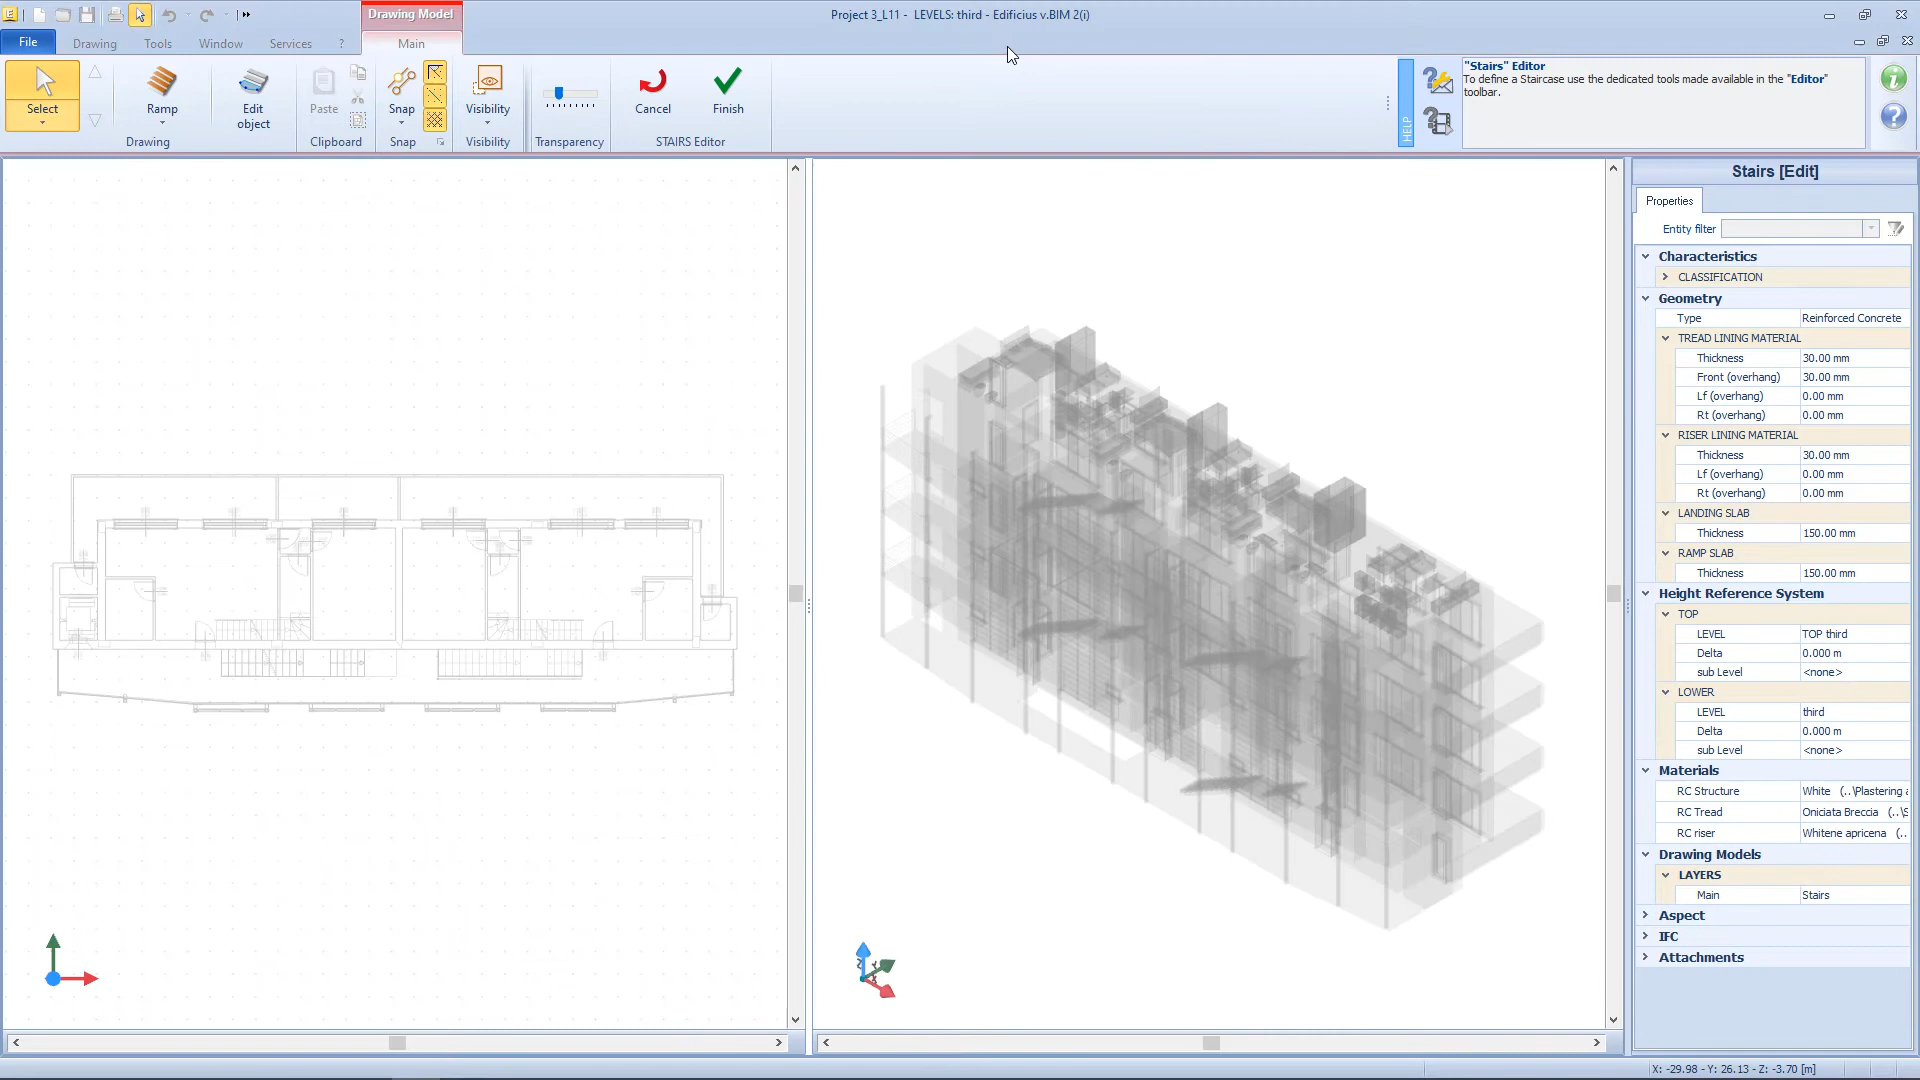 Drawing Model
Project 3_L11 - LEVELS: third - Edificius v.BIM 2(i)
File
Drawing
Tools
Window
Services
?
Main
Select
Ramp
Edit
object
Drawing
Paste
Clipboard
Snap
Snap
Visibility
Visibility
Transparency
Cancel
Finish
STAIRS Editor
HELP
"Stairs" Editor
To define a Staircase use the dedicated tools made available in the "Editor"
toolbar.
Stairs [Edit]
Properties
Entity filter
Characteristics
CLASSIFICATION
Geometry
Type Reinforced Concrete
TREAD LINING MATERIAL
Thickness 30.00 mm
Front (overhang) 30.00 mm
Lf (overhang) 0.00 mm
Rt (overhang) 0.00 mm
RISER LINING MATERIAL
Thickness 30.00 mm
Lf (overhang) 0.00 mm
Rt (overhang) 0.00 mm
LANDING SLAB
Thickness 150.00 mm
RAMP SLAB
Thickness 150.00 mm
Height Reference System
TOP
LEVEL TOP third
Delta 0.000 m
sub Level <none>
LOWER
LEVEL third
Delta 0.000 m
sub Level <none>
Materials
RC Structure White (..\Plastering a
RC Tread Oniciata Breccia (..\S
RC riser Whitene apricena (..
Drawing Models
LAYERS
Main Stairs
Aspect
IFC
Attachments
X: -29.98 - Y: 26.13 - Z: -3.70 [m]